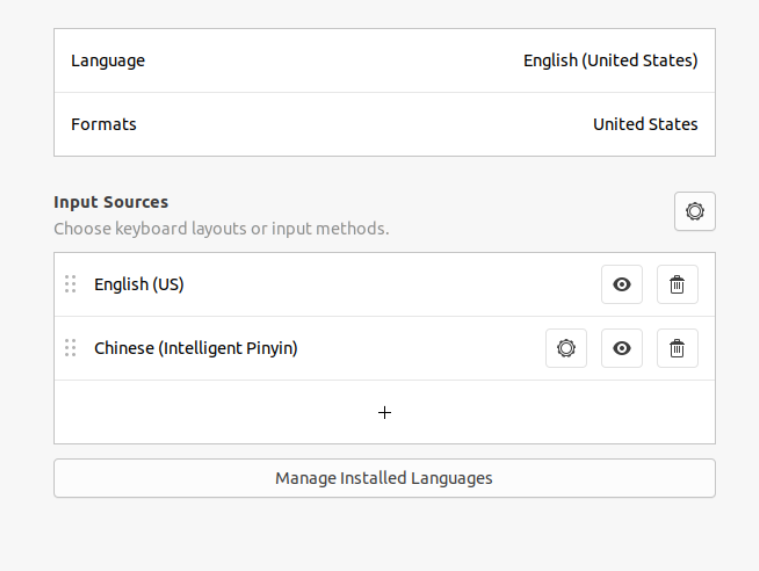 Language
English (United States)
Formats
United States
Input Sources
Choose keyboard layouts or input methods.
English (US)
Chinese (Intelligent Pinyin)
+
Manage Installed Languages